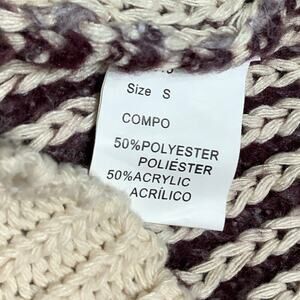 Size S
COMPO
50%POLYESTER
POLIÉSTER
50%ACRYLIC
ACRÍLICO